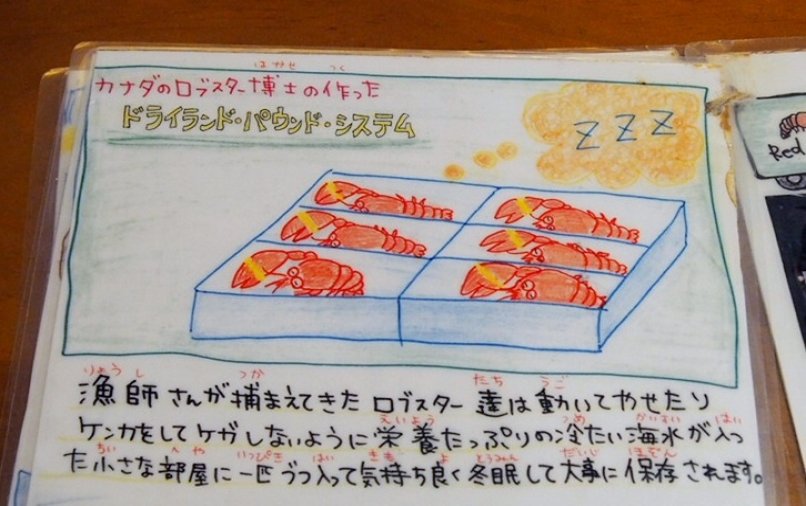 カナダのロブスター博士の作った
ドライランド・パウンド・システム
ZZZ
漁師さんが捕まえてきたロブスター達は動いてやせたり
ケンカをしてケガしないように栄養たっぷりの冷たい海水が入っ
た小さな部屋に一匹づつ入って気持ち良く冬眠して大事に保存されます。
Red